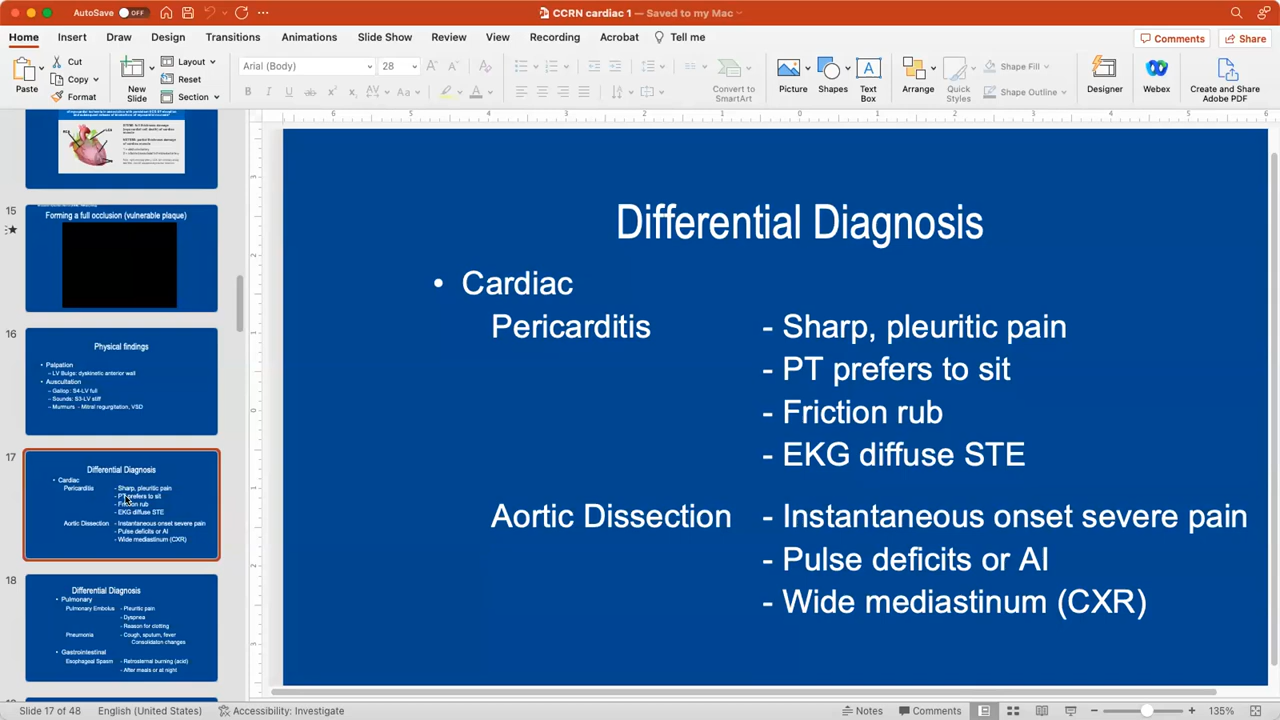 AutoSave OFF
CCRN cardiac 1 — Saved to my Mac
Home Insert Draw Design Transitions Animations Slide Show Review View Recording Acrobat Tell me
Comments Share
Paste
Cut
Copy
Format
New Slide
Layout
Reset
Section
Arial (Body) 28
Convert to SmartArt
Picture
Shapes
Text Box
Arrange
Quick Styles
Shape Fill
Shape Outline
Designer
Webex
Create and Share Adobe PDF
15
Forming a full occlusion (vulnerable plaque)
16
Physical findings
• Palpation
– LV Bulge: dyskinetic anterior wall
• Auscultation
– Gallop: S4-LV full
– Sounds: S3-LV stiff
– Murmurs - Mitral regurgitation, VSD
17
Differential Diagnosis
• Cardiac
Pericarditis - Sharp, pleuritic pain
- PT prefers to sit
- Friction rub
- EKG diffuse STE
Aortic Dissection - Instantaneous onset severe pain
- Pulse deficits or AI
- Wide mediastinum (CXR)
18
Differential Diagnosis
• Pulmonary
Pulmonary Embolus - Pleuritic pain
- Dyspnea
- Reason for clotting
Pneumonia - Cough, sputum, fever
Consolidation changes
• Gastrointestinal
Esophageal Spasm - Retrosternal burning (acid)
- After meals or at night
Differential Diagnosis
• Cardiac
Pericarditis - Sharp, pleuritic pain
- PT prefers to sit
- Friction rub
- EKG diffuse STE
Aortic Dissection - Instantaneous onset severe pain
- Pulse deficits or AI
- Wide mediastinum (CXR)
Slide 17 of 48 English (United States) Accessibility: Investigate Notes Comments 135%